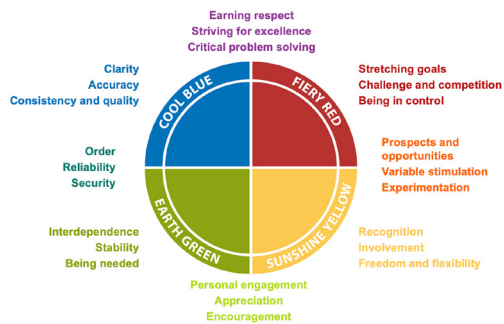 Earning respect
Striving for excellence
Critical problem solving
Clarity
Accuracy
Consistency and quality
COOL BLUE
FIERY RED
Stretching goals
Challenge and competition
Being in control
Order
Reliability
Security
Prospects and
opportunities
Variable stimulation
Experimentation
Interdependence
Stability
Being needed
EARTH GREEN
SUNSHINE YELLOW
Recognition
Involvement
Freedom and flexibility
Personal engagement
Appreciation
Encouragement